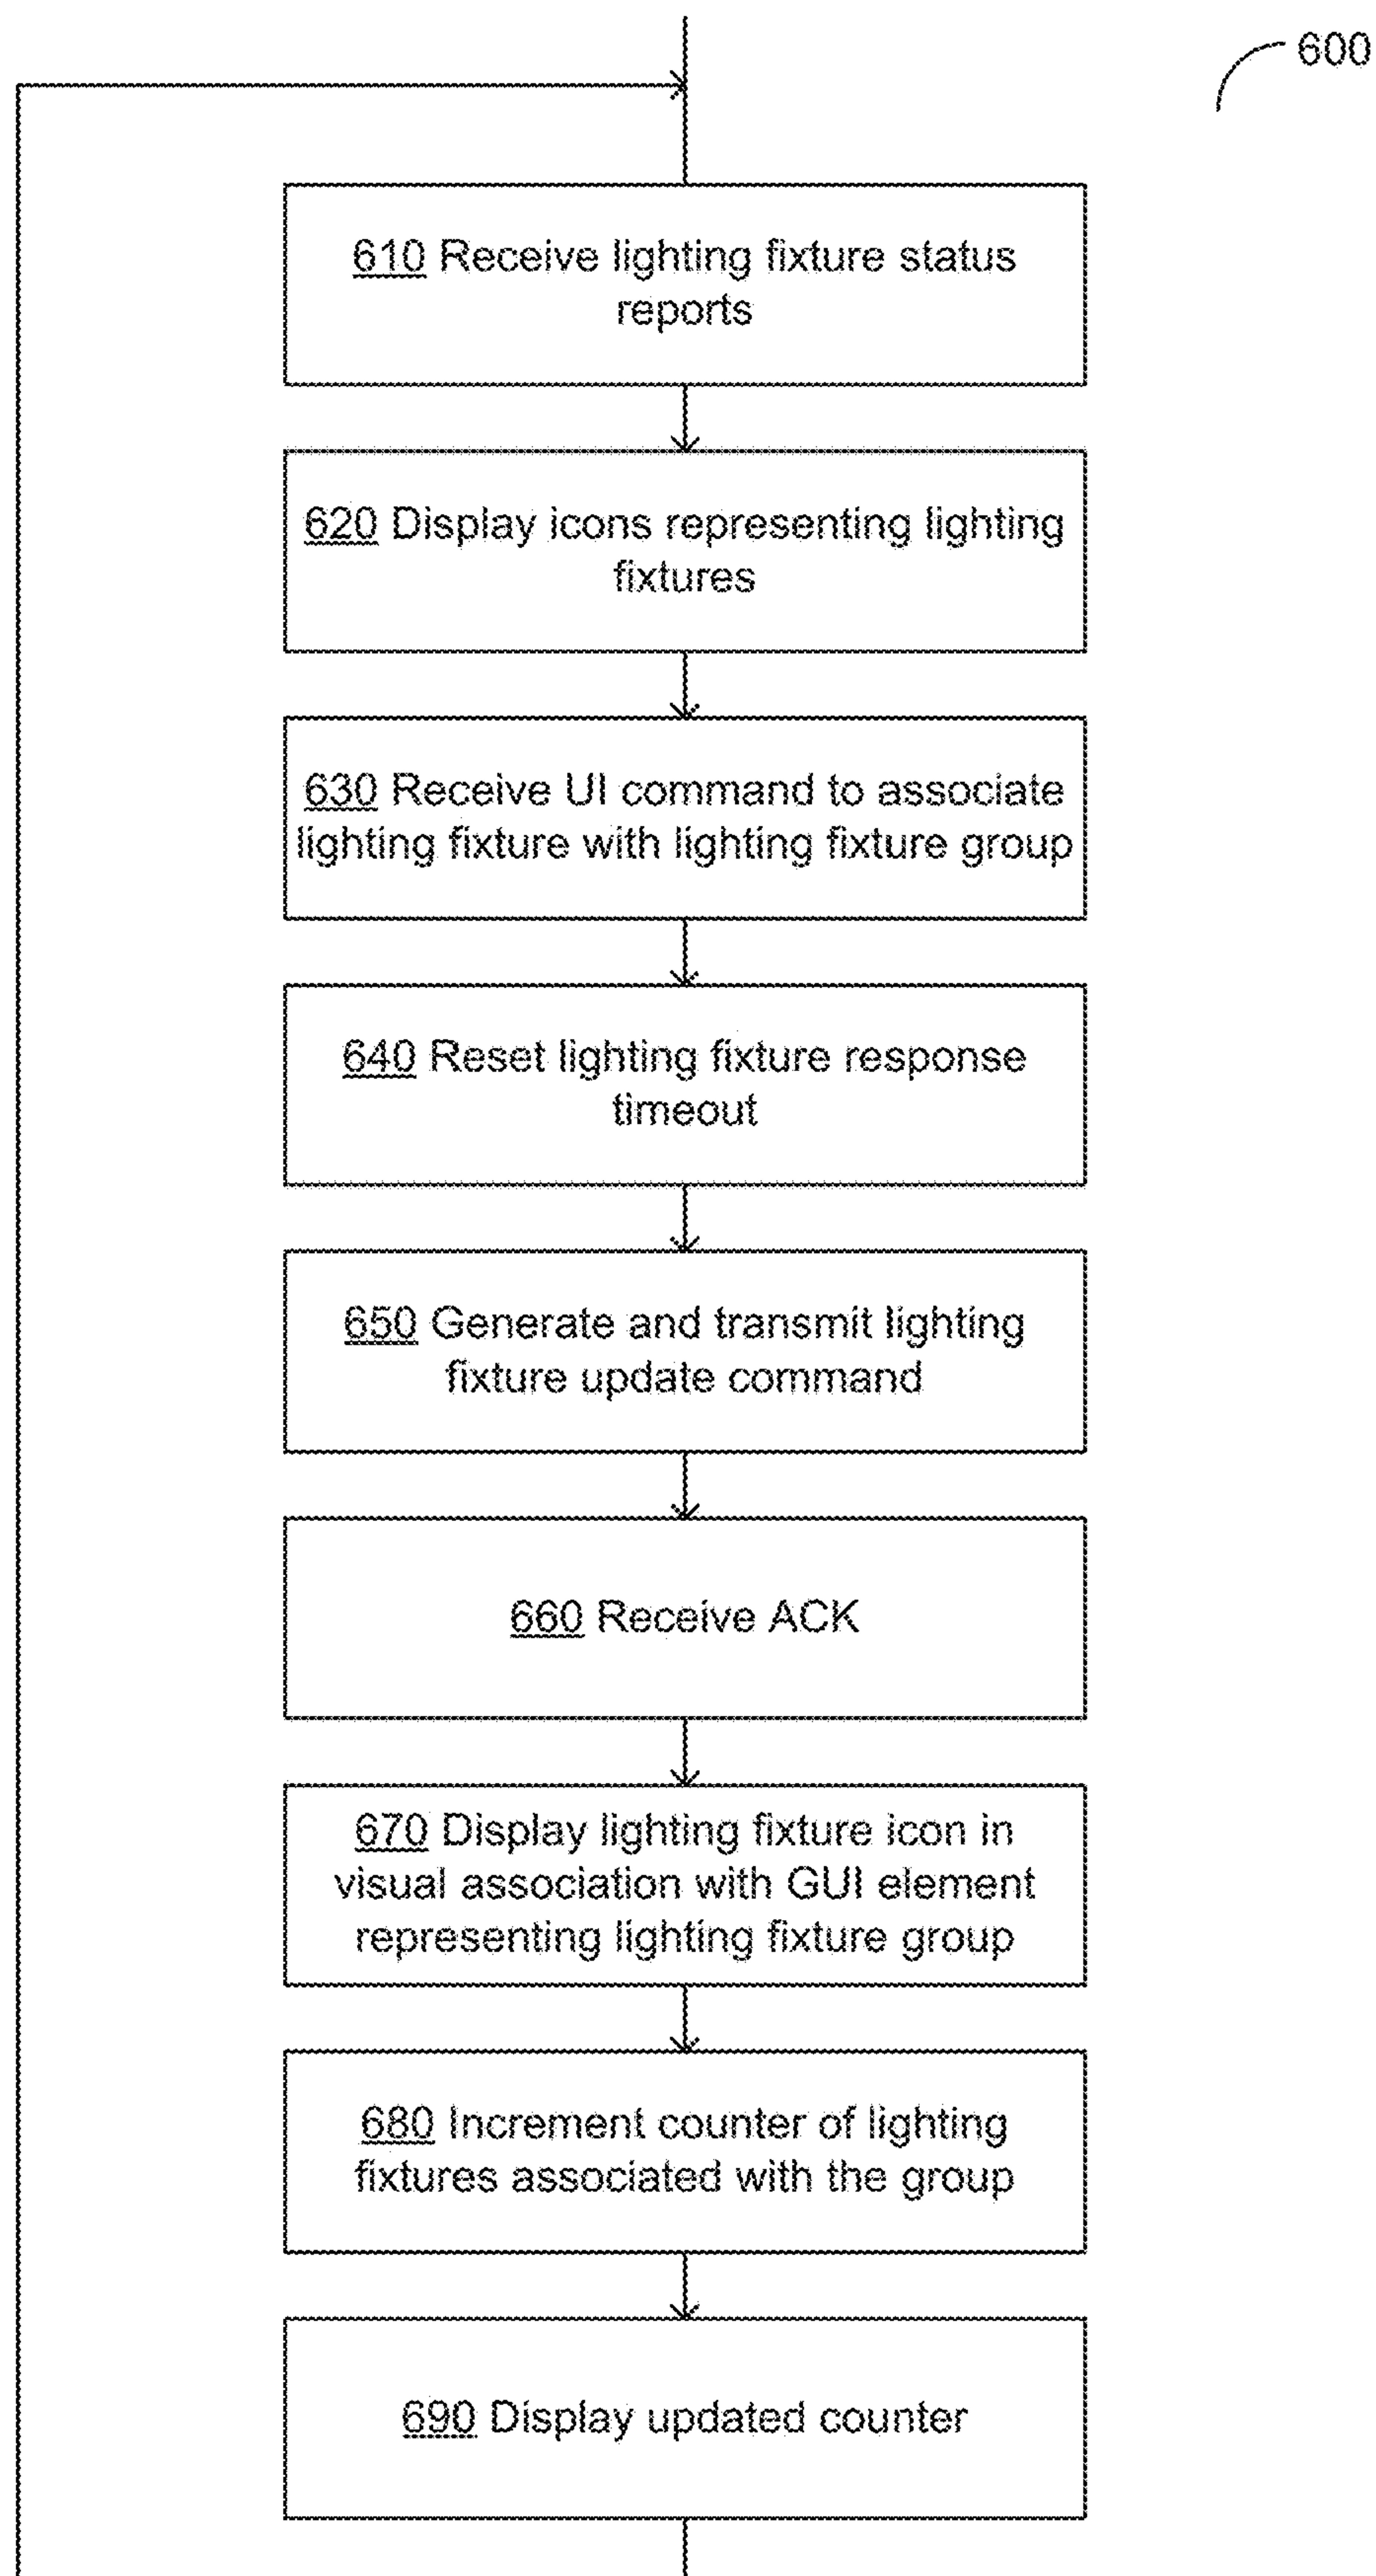 600
610 Receive lighting fixture status
reports
620 Display icons representing lighting
fixtures
630 Receive UI command to associate
lighting fixture with lighting fixture group
640 Reset lighting fixture response
timeout
650 Generate and transmit lighting
fixture update command
660 Receive ACK
670 Display lighting fixture icon in
visual association with GUI element
representing lighting fixture group
680 Increment counter of lighting
fixtures associated with the group
690 Display updated counter